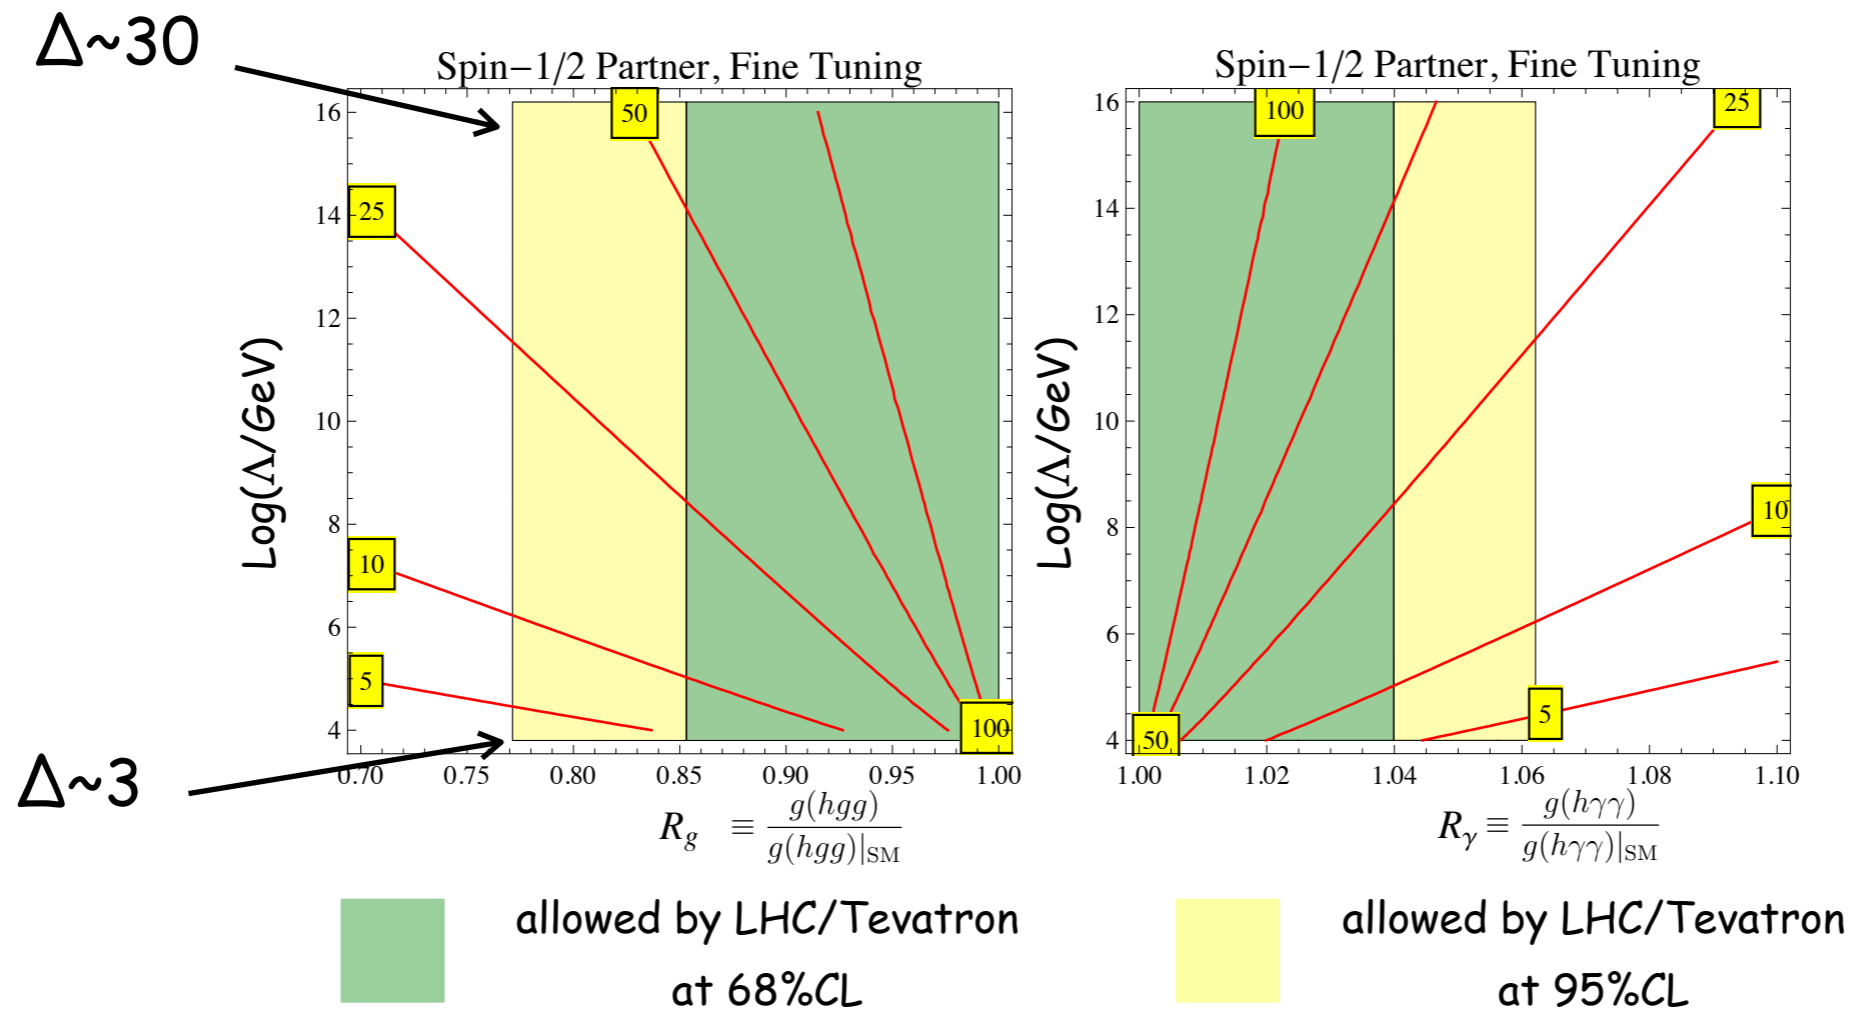 Δ~30
Spin−1/2 Partner, Fine Tuning
16
14
12
10
8
6
4
50
25
10
5
100
Log(Λ/GeV)
0.70 0.75 0.80 0.85 0.90 0.95 1.00
R_g ≡ g(hgg) / g(hgg)|SM
Δ~3
Spin−1/2 Partner, Fine Tuning
16
14
12
10
8
6
4
100
25
10
5
50
Log(Λ/GeV)
1.00 1.02 1.04 1.06 1.08 1.10
R_γ ≡ g(hγγ) / g(hγγ)|SM
allowed by LHC/Tevatron
at 68%CL
allowed by LHC/Tevatron
at 95%CL